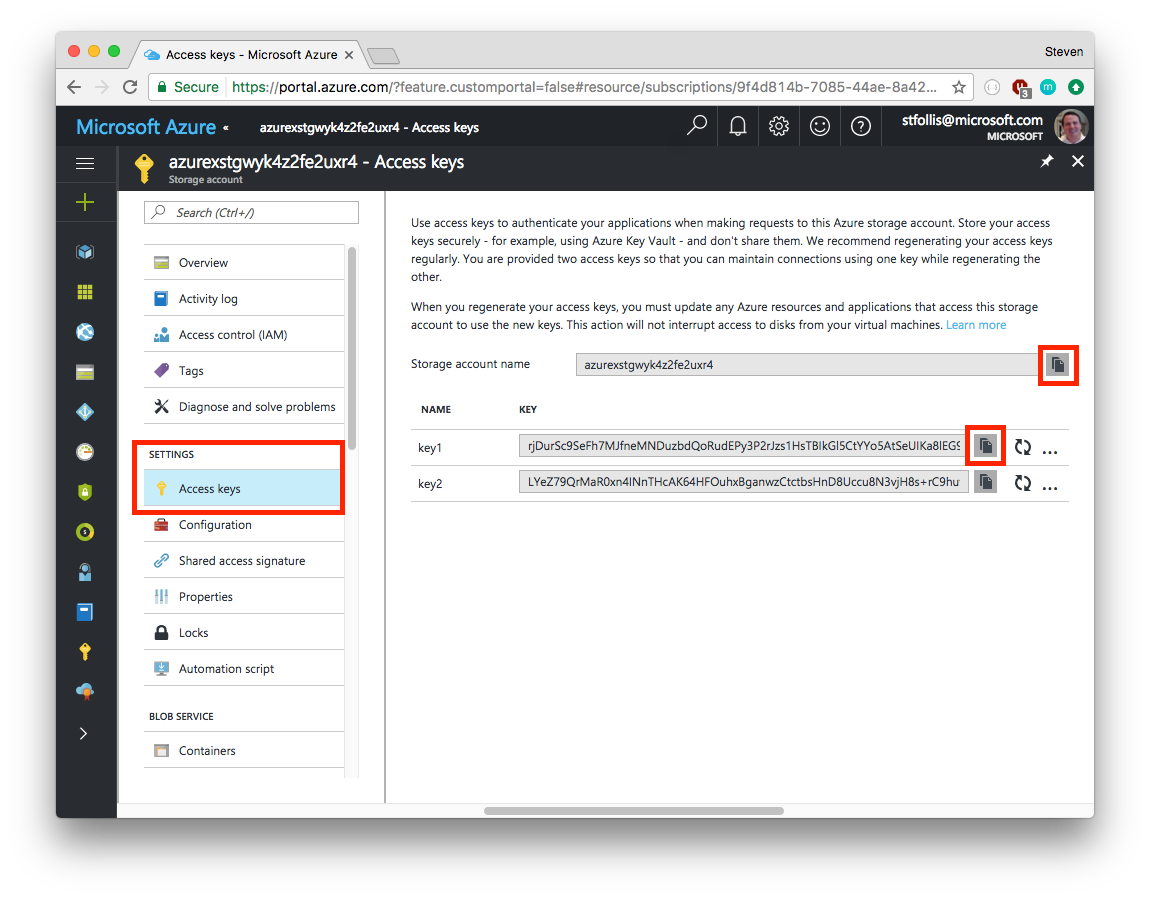 Access keys - Microsoft Azure
Steven
Secure
https://portal.azure.com/?feature.customportal=false#resource/subscriptions/9f4d814b-7085-44ae-8a42...
3
m
Microsoft Azure «
azurexstgwyk4z2fe2uxr4 - Access keys
stfollis@microsoft.com
MICROSOFT
azurexstgwyk4z2fe2uxr4 - Access keys
Storage account
Search (Ctrl+/)
Overview
Activity log
Access control (IAM)
Tags
Diagnose and solve problems
SETTINGS
Access keys
Configuration
Shared access signature
Properties
Locks
Automation script
BLOB SERVICE
Containers
Use access keys to authenticate your applications when making requests to this Azure storage account. Store your access
keys securely - for example, using Azure Key Vault - and don't share them. We recommend regenerating your access keys
regularly. You are provided two access keys so that you can maintain connections using one key while regenerating the
other.
When you regenerate your access keys, you must update any Azure resources and applications that access this storage
account to use the new keys. This action will not interrupt access to disks from your virtual machines. Learn more
Storage account name
azurexstgwyk4z2fe2uxr4
NAME KEY
key1
...
key2
...